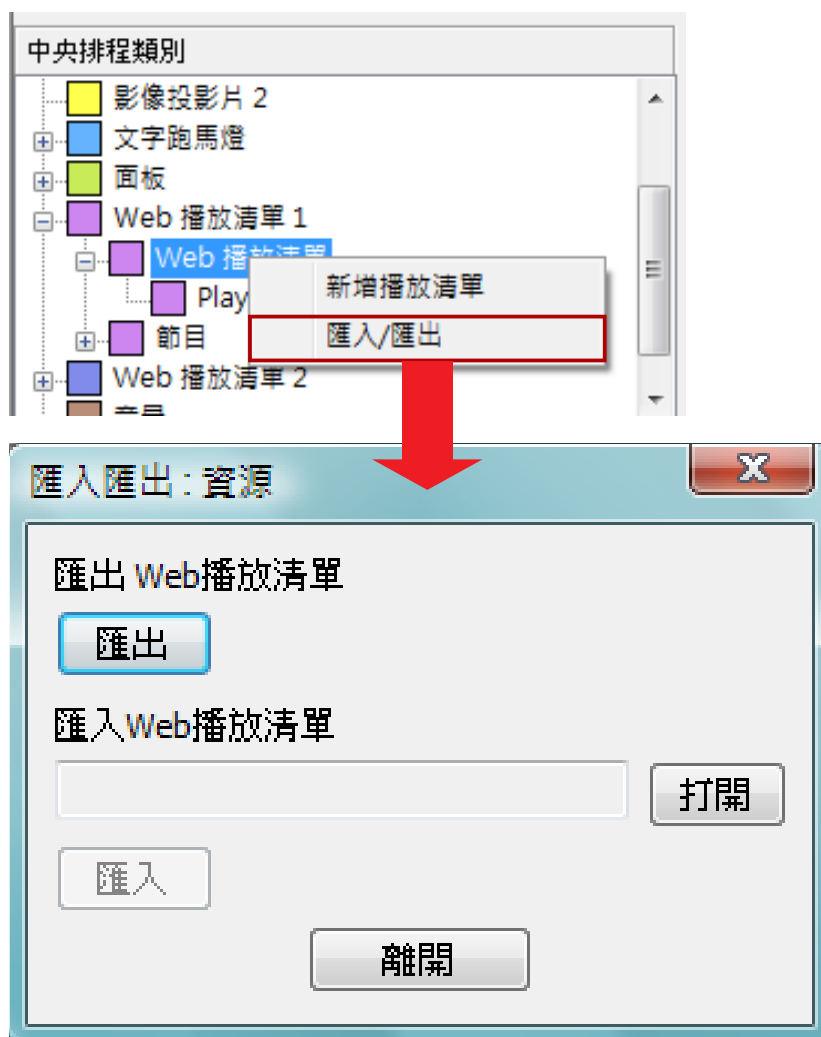 中央排程類別
影像投影片 2
文字跑馬燈
面板
Web 播放清單 1
Web 播放清單
新增播放清單
Play
匯入/匯出
節目
Web 播放清單 2
匯入匯出 : 資源
匯出 Web播放清單
匯出
匯入Web播放清單
打開
匯入
離開